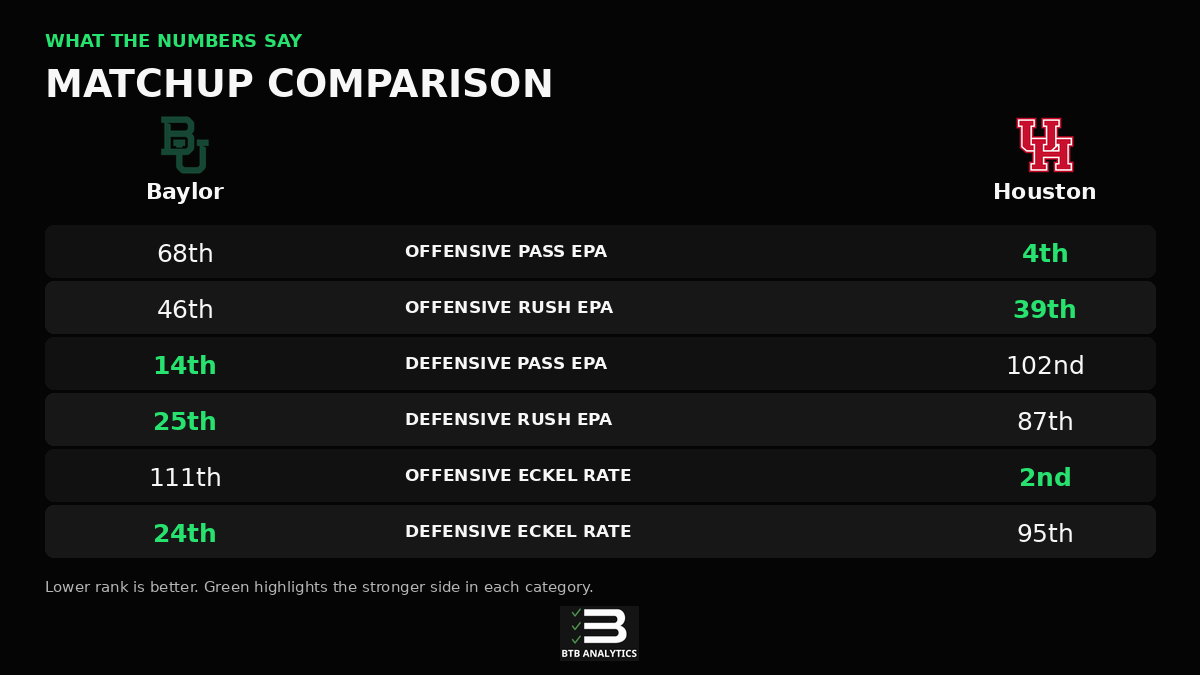 WHAT THE NUMBERS SAY
MATCHUP COMPARISON
BU
UH
Baylor
Houston
68th OFFENSIVE PASS EPA 4th
46th OFFENSIVE RUSH EPA 39th
14th DEFENSIVE PASS EPA 102nd
25th DEFENSIVE RUSH EPA 87th
111th OFFENSIVE ECKEL RATE 2nd
24th DEFENSIVE ECKEL RATE 95th
Lower rank is better. Green highlights the stronger side in each category.
B
BTB ANALYTICS